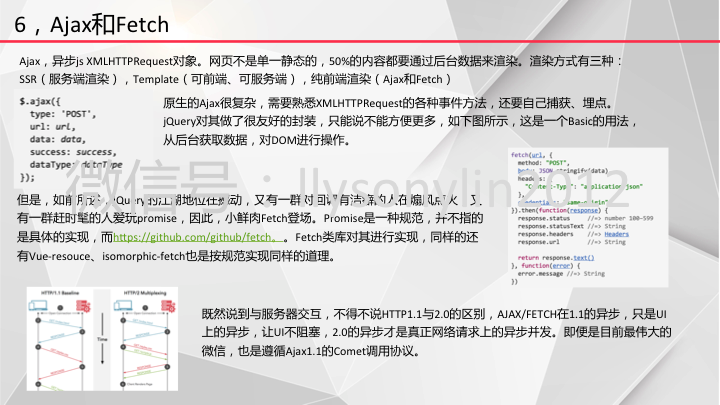 6，Ajax和Fetch
Ajax，异步js XMLHTTPRequest对象。网页不是单一静态的，50%的内容都要通过后台数据来渲染。渲染方式有三种：
SSR（服务端渲染），Template（可前端、可服务端），纯前端渲染（Ajax和Fetch）
$.ajax({
type: 'POST',
url: url,
data: data,
success: success,
dataType: dataType
});
原生的Ajax很复杂，需要熟悉XMLHTTPRequest的各种事件方法，还要自己捕获、埋点。
jQuery对其做了很友好的封装，只能说不能方便更多，如下图所示，这是一个Basic的用法，
从后台获取数据，对DOM进行操作。
fetch(url, {
method: "POST",
body: JSON.stringify(data)
headers:
"Content-Type": "application/json"
},
credentials: "same-origin"
}).then(function(response) {
response.status //=> number 100–599
response.statusText //=> String
response.headers //=> Headers
response.url //=> String
return response.text()
}, function(error) {
error.message //=> String
})
微信号：llysonylin2012
但是，如前所述，jQuery的江湖地位在撼动，又有一群对回调有洁癖的人在煽风点火，又
有一群赶时髦的人爱玩promise，因此，小鲜肉Fetch登场。Promise是一种规范，并不指的
是具体的实现，而https://github.com/github/fetch。。Fetch类库对其进行实现，同样的还
有Vue-resouce、isomorphic-fetch也是按规范实现同样的道理。
HTTP/1.1 Baseline
HTTP/2 Multiplexing
Time
既然说到与服务器交互，不得不说HTTP1.1与2.0的区别，AJAX/FETCH在1.1的异步，只是UI
上的异步，让UI不阻塞，2.0的异步才是真正网络请求上的异步并发。即便是目前最伟大的
微信，也是遵循Ajax1.1的Comet调用协议。